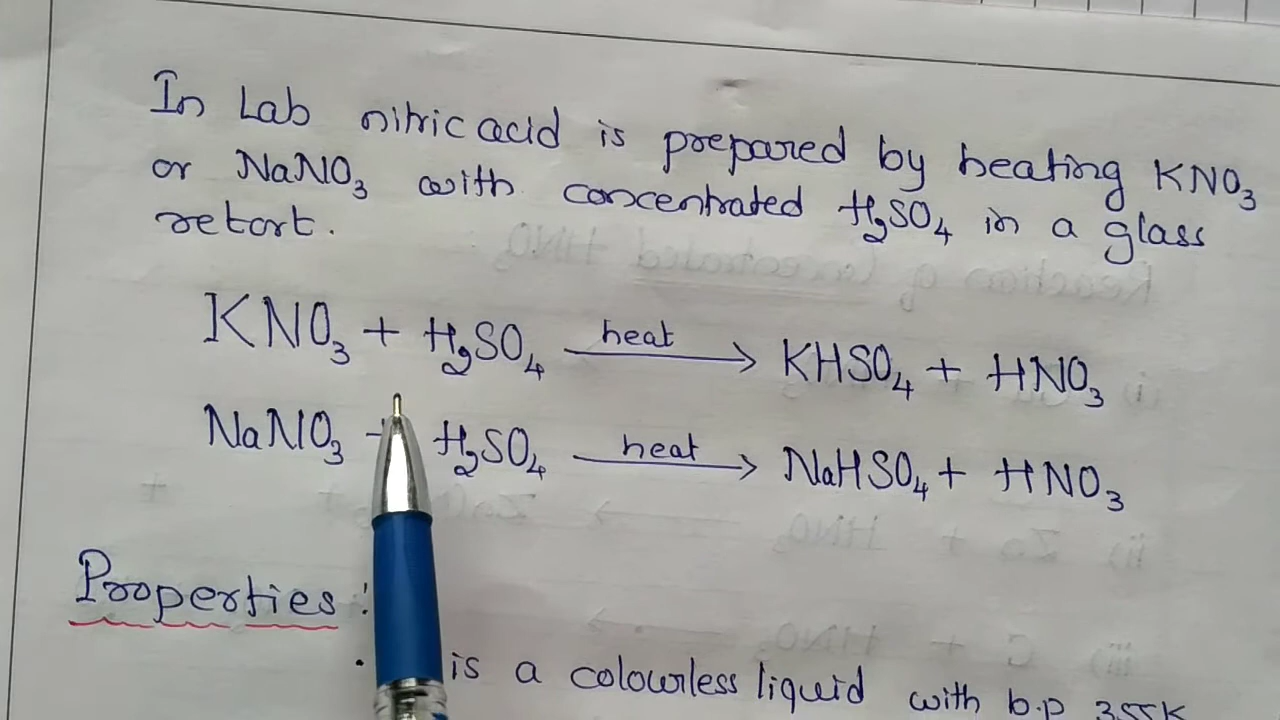 In Lab nitric acid is prepared by heating KNO₃
or NaNO₃ with concentrated H₂SO₄ in a glass
retort.
KNO₃ + H₂SO₄ heat → KHSO₄ + HNO₃
NaNO₃ + H₂SO₄ heat → NaHSO₄ + HNO₃
Properties :
• is a colourless liquid with b.p 355K